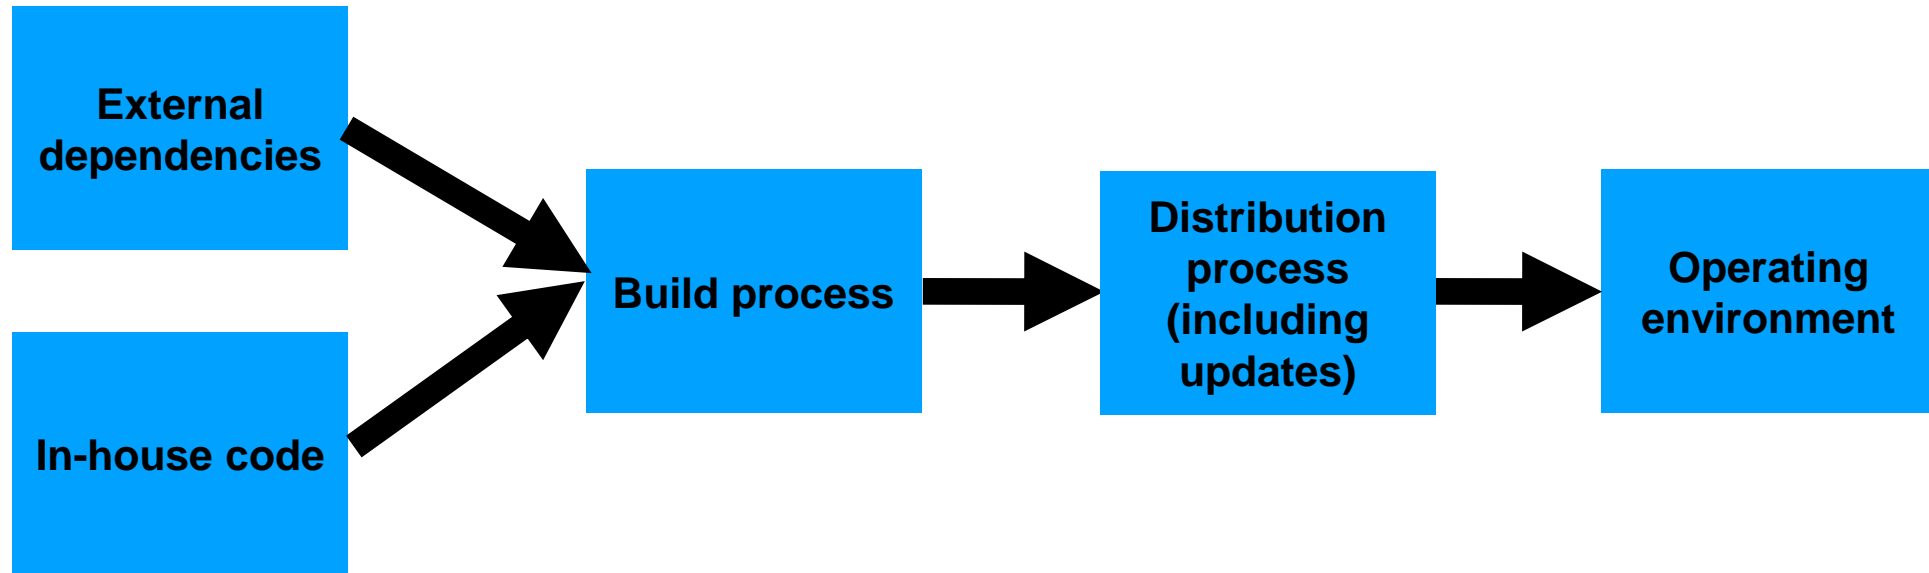 External
dependencies
In-house code
Build process
Distribution
process
(including
updates)
Operating
environment